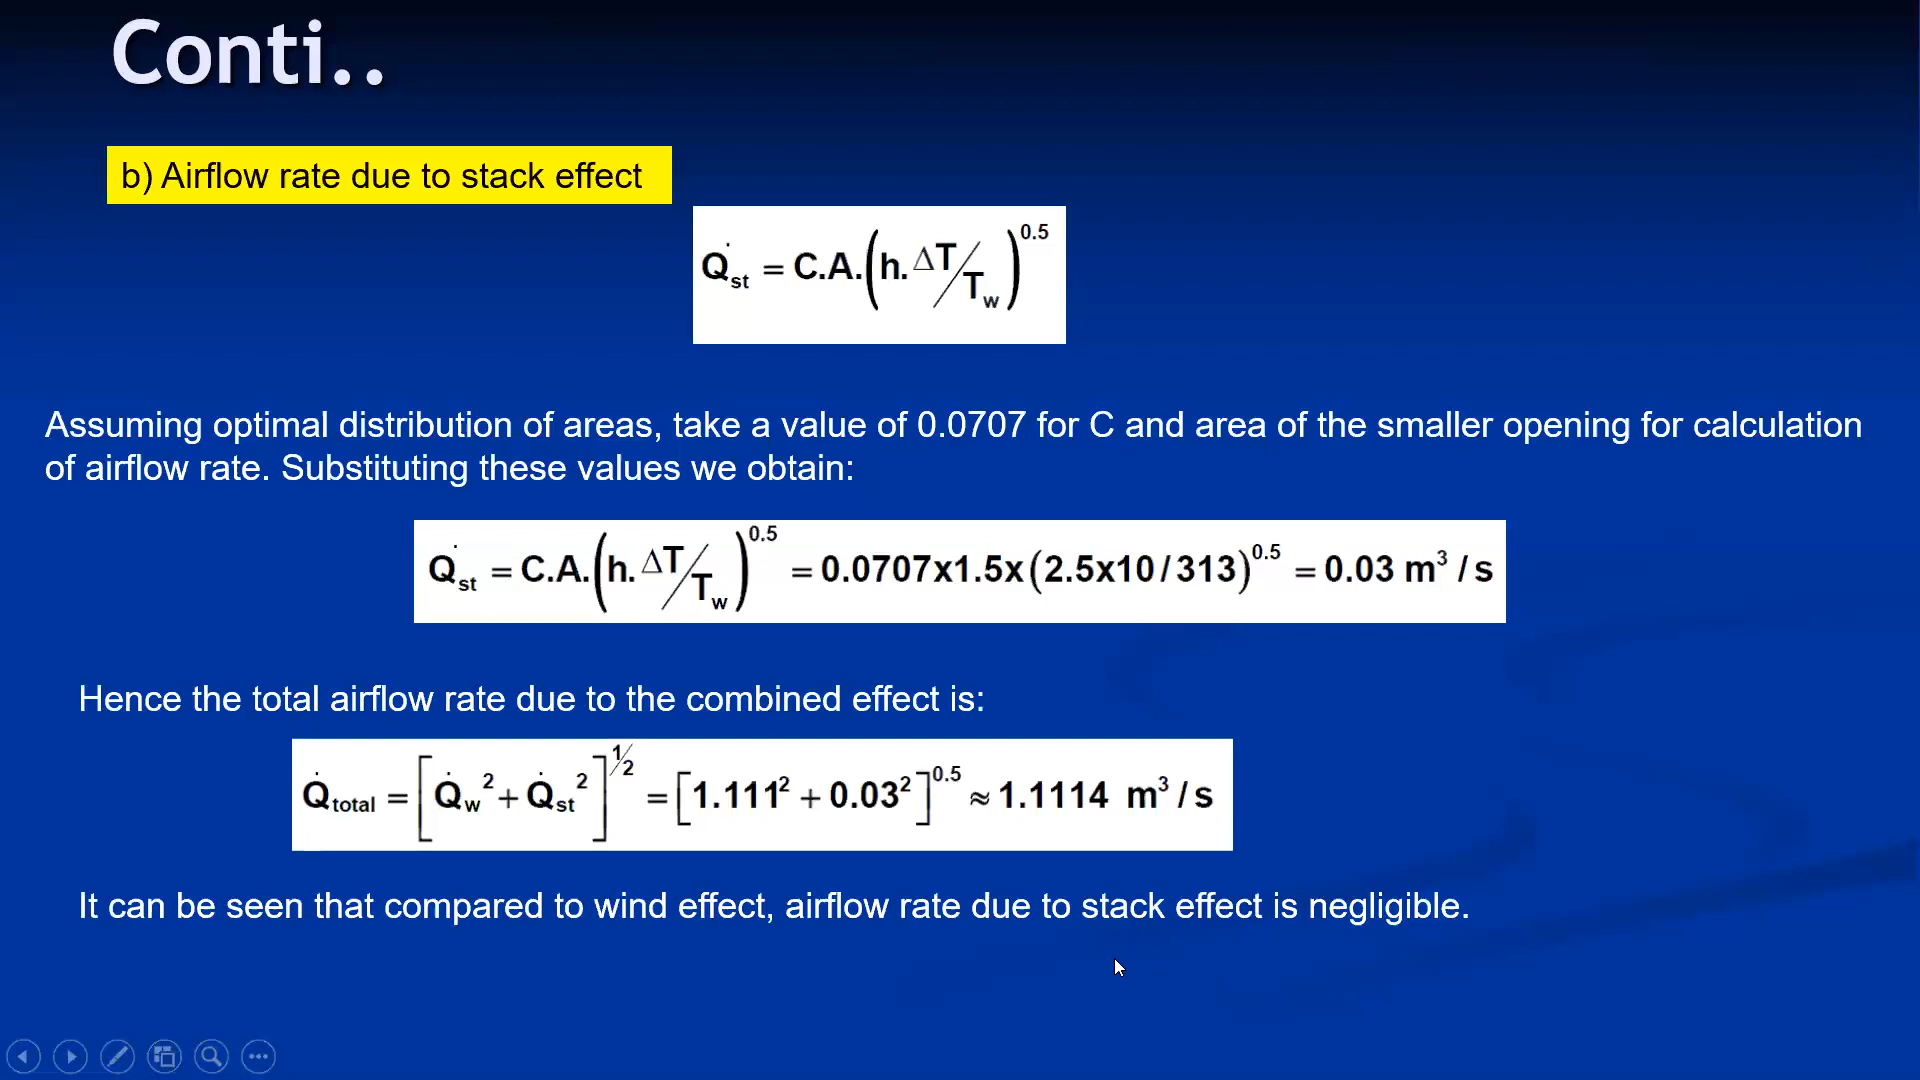 Conti..
b) Airflow rate due to stack effect
Q̇st = C.A.(h.ΔT/Tw)^0.5
Assuming optimal distribution of areas, take a value of 0.0707 for C and area of the smaller opening for calculation
of airflow rate. Substituting these values we obtain:
Q̇st = C.A.(h.ΔT/Tw)^0.5 = 0.0707x1.5x(2.5x10/313)^0.5 = 0.03 m³/s
Hence the total airflow rate due to the combined effect is:
Q̇total = [Q̇w² + Q̇st²]^1/2 = [1.111² + 0.03²]^0.5 ≈ 1.1114 m³/s
It can be seen that compared to wind effect, airflow rate due to stack effect is negligible.